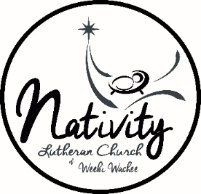 Nativity
Lutheran Church
of Weeki Wachee